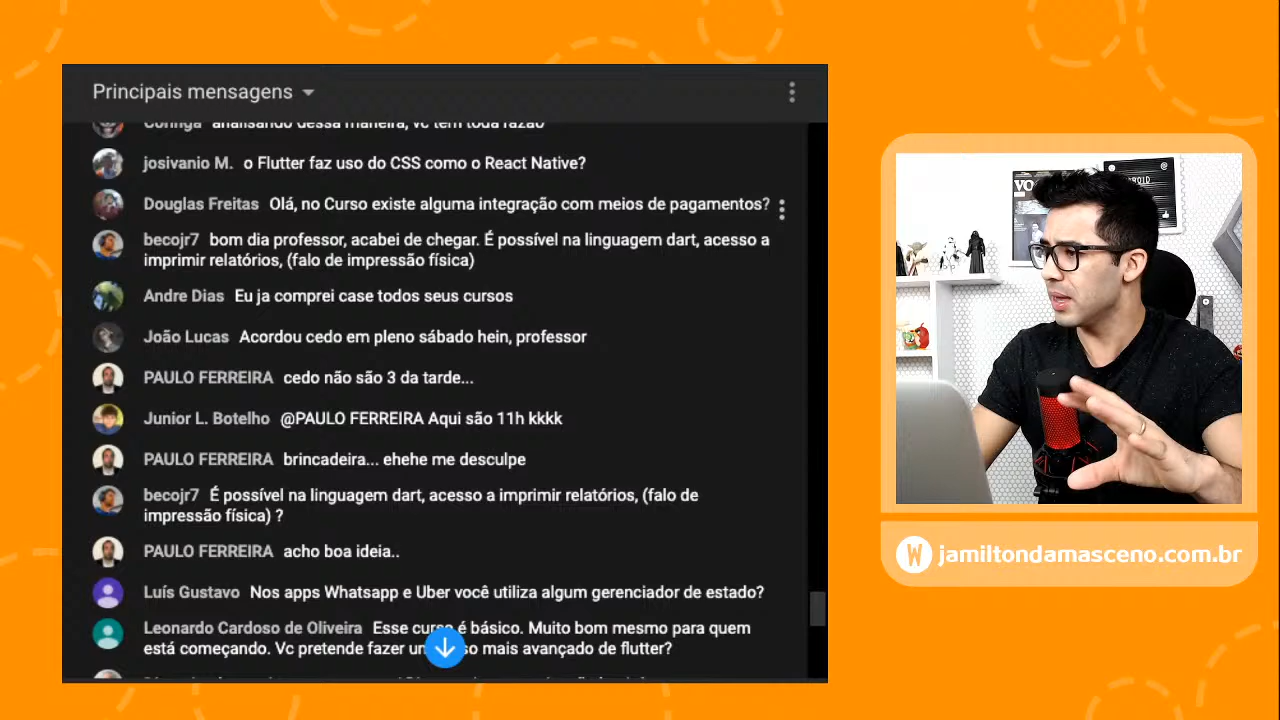 Principais mensagens
Coringa analisando dessa maneira, vc tem toda razão
josivanio M. o Flutter faz uso do CSS como o React Native?
Douglas Freitas Olá, no Curso existe alguma integração com meios de pagamentos?
becojr7 bom dia professor, acabei de chegar. É possível na linguagem dart, acesso a
imprimir relatórios, (falo de impressão física)
Andre Dias Eu ja comprei case todos seus cursos
João Lucas Acordou cedo em pleno sábado hein, professor
PAULO FERREIRA cedo não são 3 da tarde...
Junior L. Botelho @PAULO FERREIRA Aqui são 11h kkkk
PAULO FERREIRA brincadeira... ehehe me desculpe
becojr7 É possível na linguagem dart, acesso a imprimir relatórios, (falo de
impressão física) ?
PAULO FERREIRA acho boa ideia..
Luís Gustavo Nos apps Whatsapp e Uber você utiliza algum gerenciador de estado?
Leonardo Cardoso de Oliveira Esse curso é básico. Muito bom mesmo para quem
está começando. Vc pretende fazer um mais avançado de flutter?
VO
W jamiltondamasceno.com.br